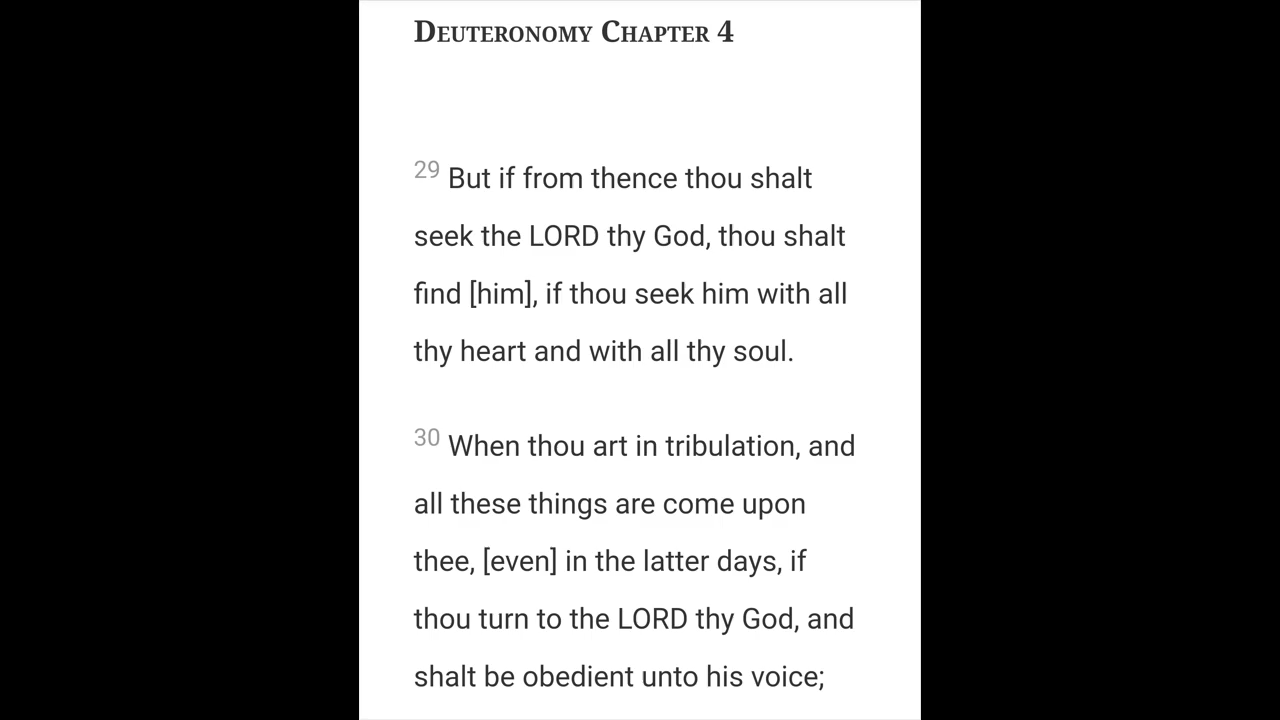 Deuteronomy Chapter 4
29 But if from thence thou shalt
seek the LORD thy God, thou shalt
find [him], if thou seek him with all
thy heart and with all thy soul.
30 When thou art in tribulation, and
all these things are come upon
thee, [even] in the latter days, if
thou turn to the LORD thy God, and
shalt be obedient unto his voice;